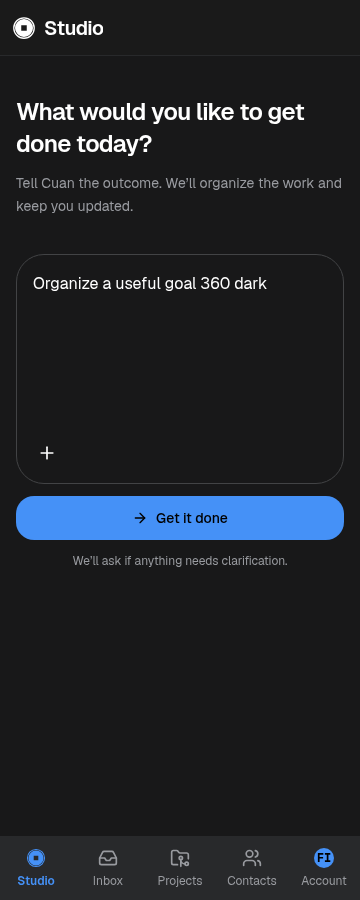 Studio
What would you like to get
done today?
Tell Cuan the outcome. We'll organize the work and
keep you updated.
Organize a useful goal 360 dark
Get it done
We'll ask if anything needs clarification.
Studio
Inbox
Projects
Contacts
FI
Account